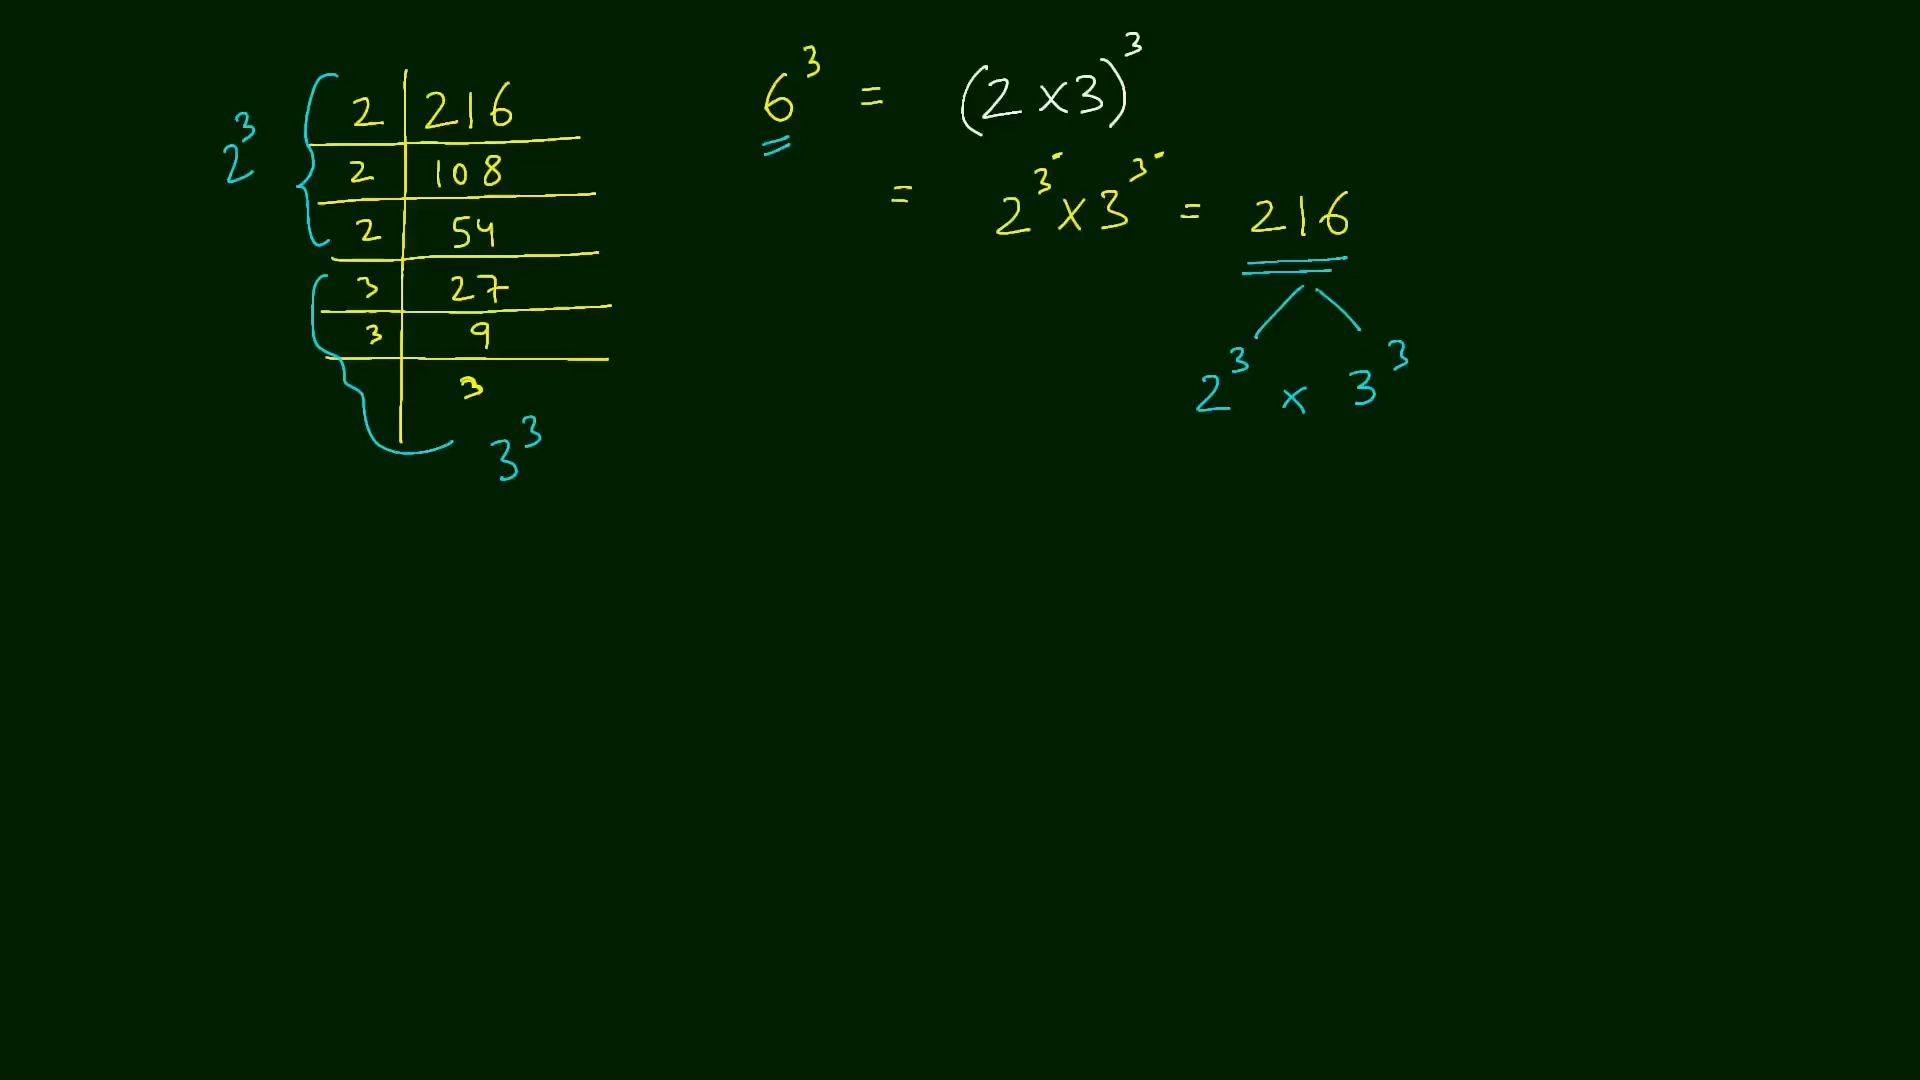 2³ 2 | 216
2 | 108
2 | 54
3 | 27
3 | 9
3
3³
6³ = (2 × 3)³
= 2³ × 3³ = 216
2³ × 3³